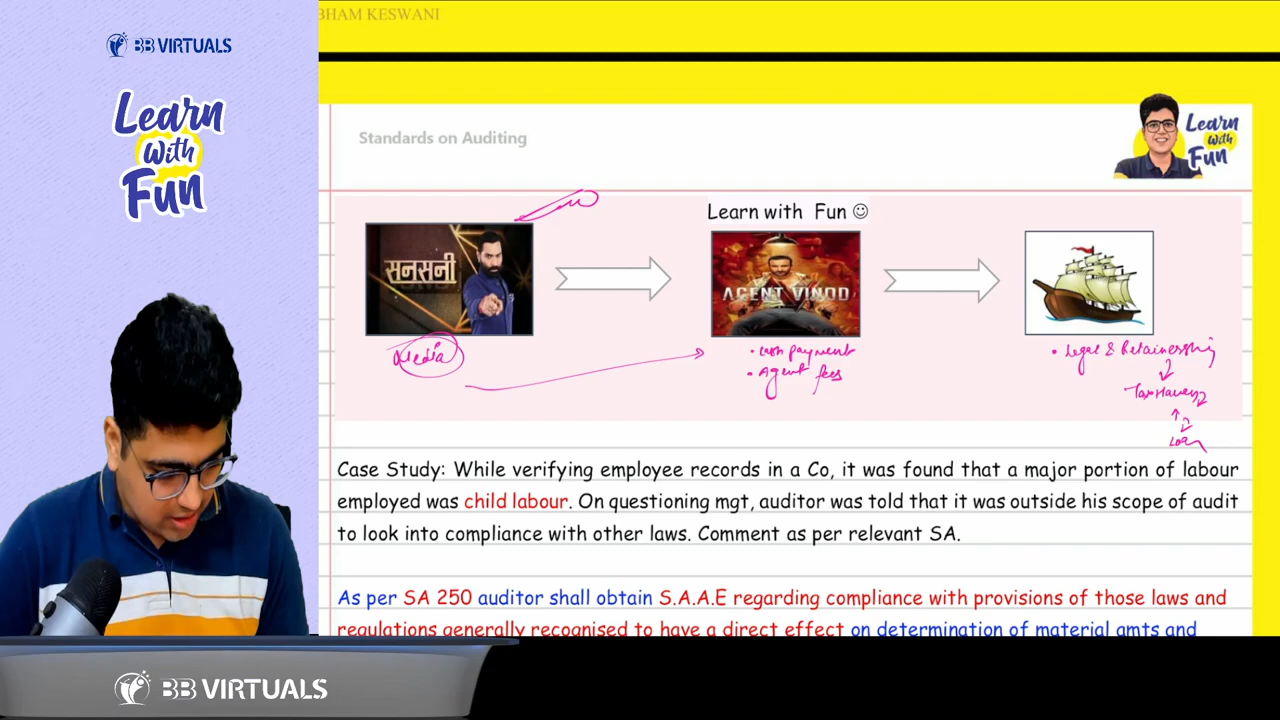 BHAM KESWANI
BB VIRTUALS
Learn
With
Fun
Standards on Auditing
Learn
With
Fun
Learn with Fun ☺
सनसनी
AGENT VINOD
Media
• Cash payment
• Agent fees
• Legal & Retainership
Tax Havens
Case Study: While verifying employee records in a Co, it was found that a major portion of labour
employed was child labour. On questioning mgt, auditor was told that it was outside his scope of audit
to look into compliance with other laws. Comment as per relevant SA.
As per SA 250 auditor shall obtain S.A.A.E regarding compliance with provisions of those laws and
regulations generally recognised to have a direct effect on determination of material amts and
BB VIRTUALS